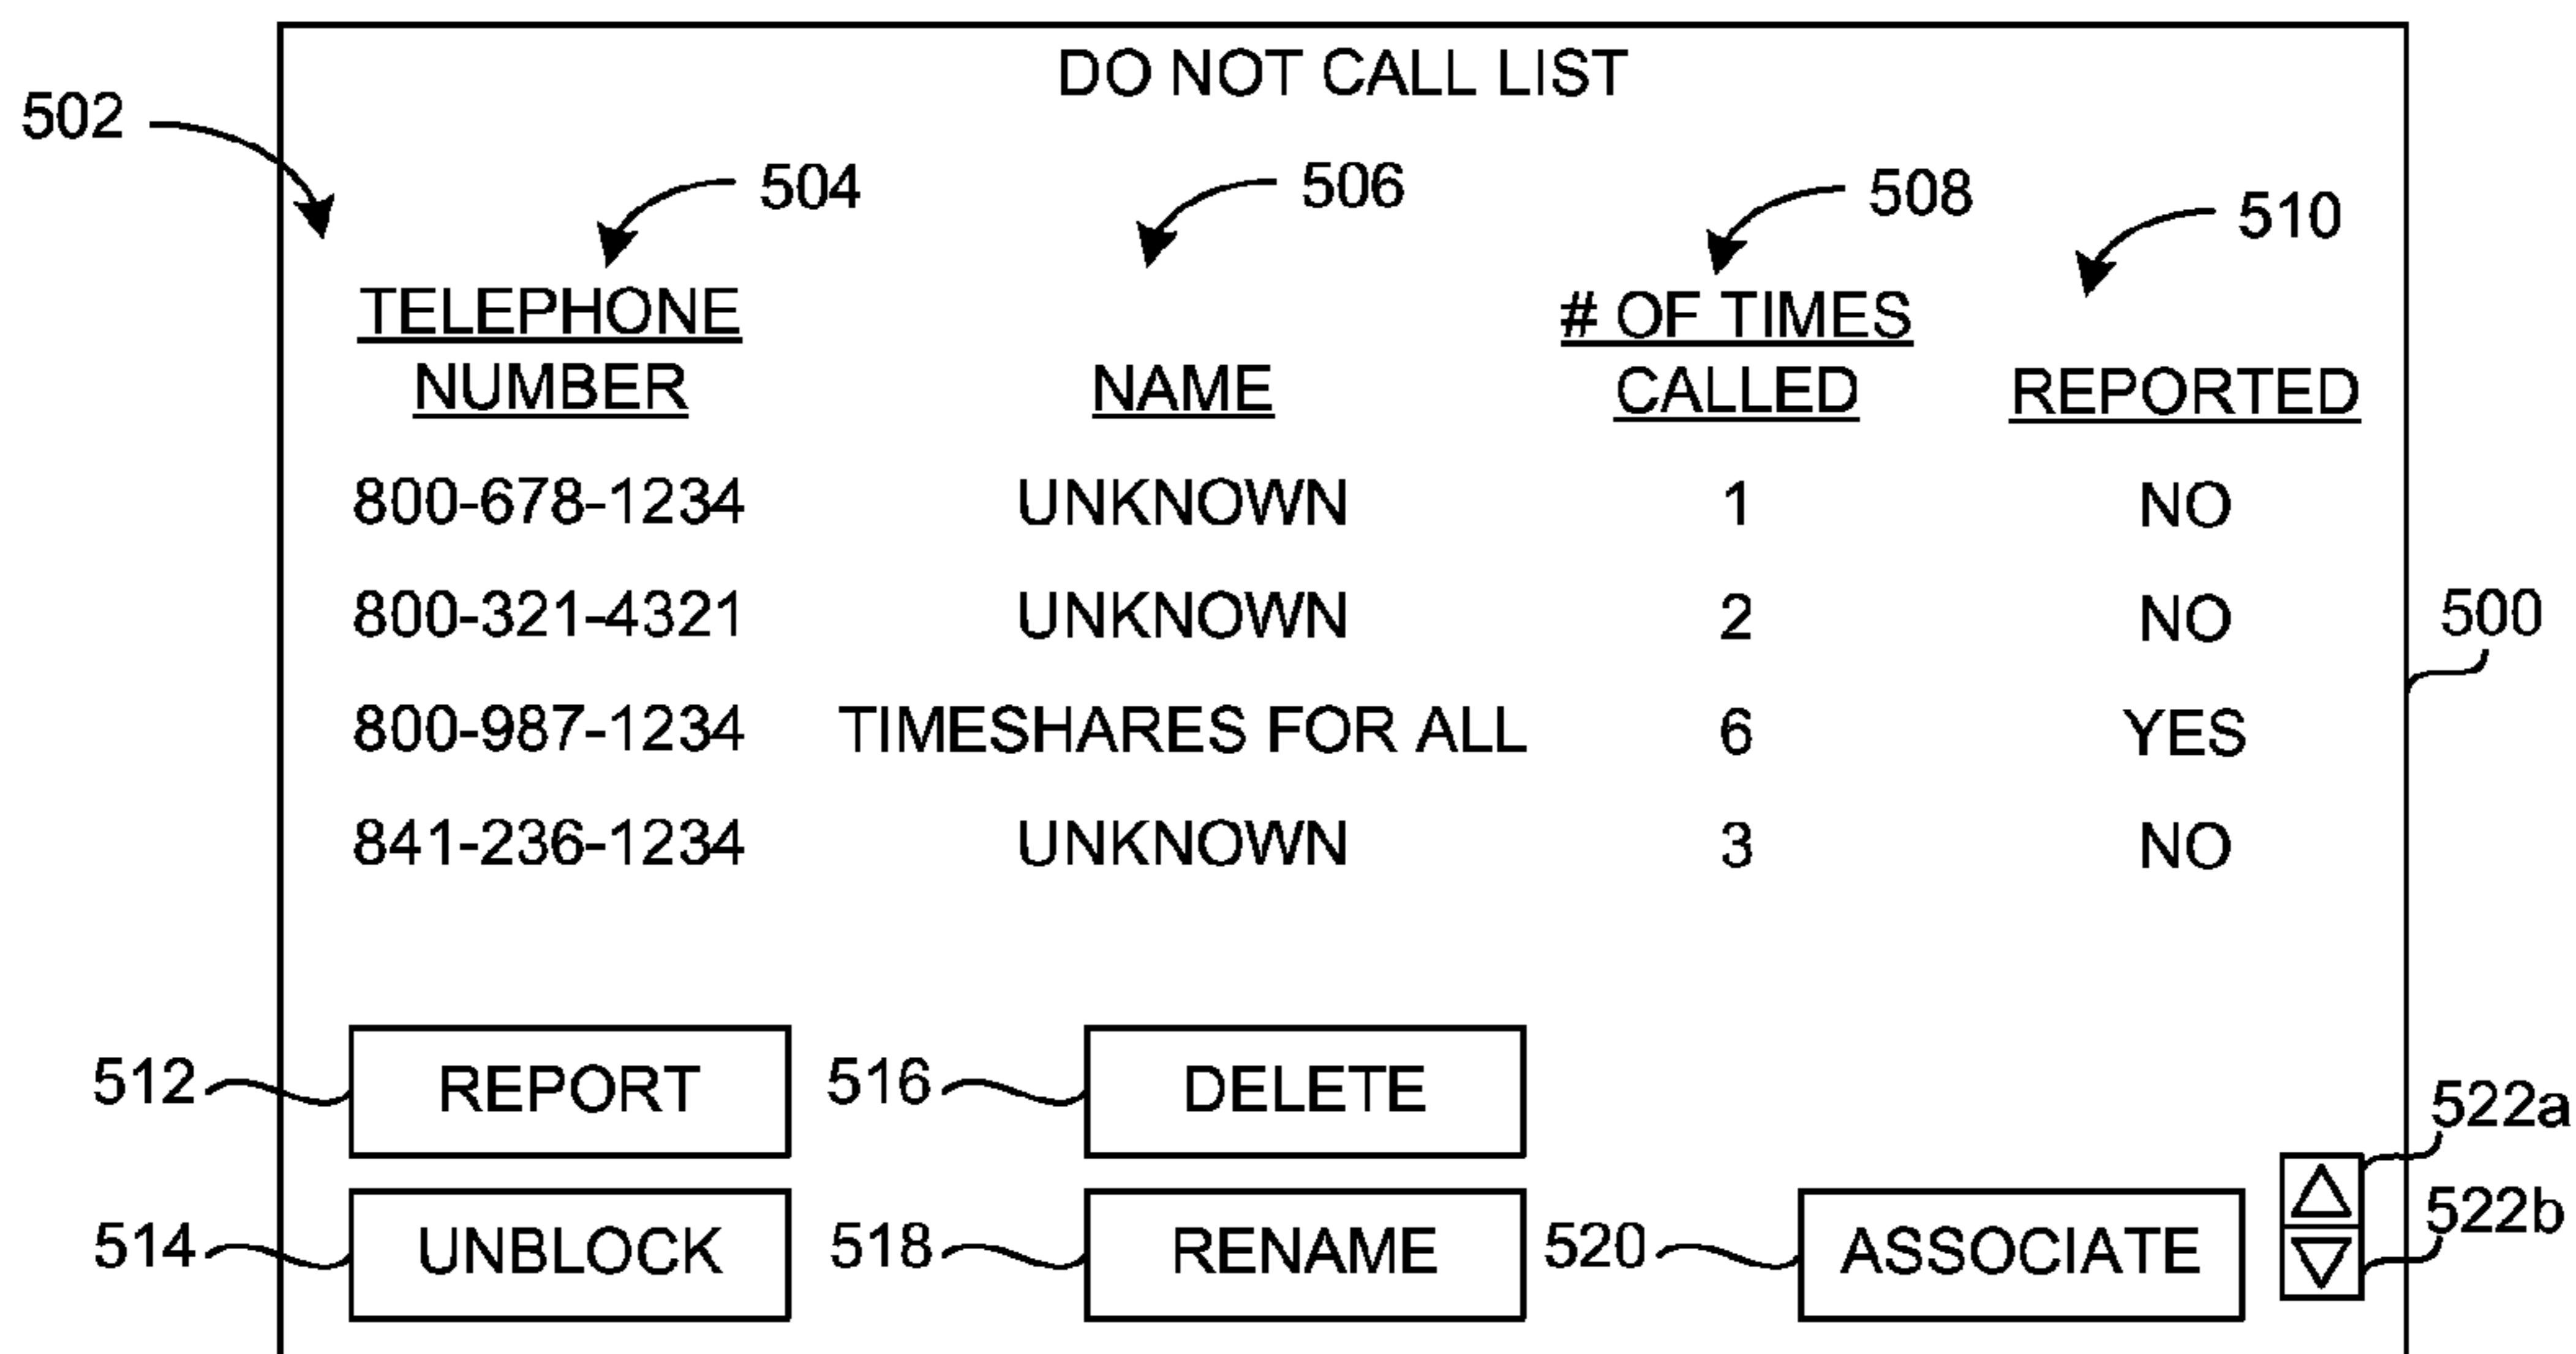 DO NOT CALL LIST
502
504
506
508
510
TELEPHONE NUMBER
NAME
# OF TIMES CALLED
REPORTED
800-678-1234 UNKNOWN 1 NO
800-321-4321 UNKNOWN 2 NO
500
800-987-1234 TIMESHARES FOR ALL 6 YES
841-236-1234 UNKNOWN 3 NO
512 REPORT 516 DELETE
522a
514 UNBLOCK 518 RENAME 520 ASSOCIATE
522b